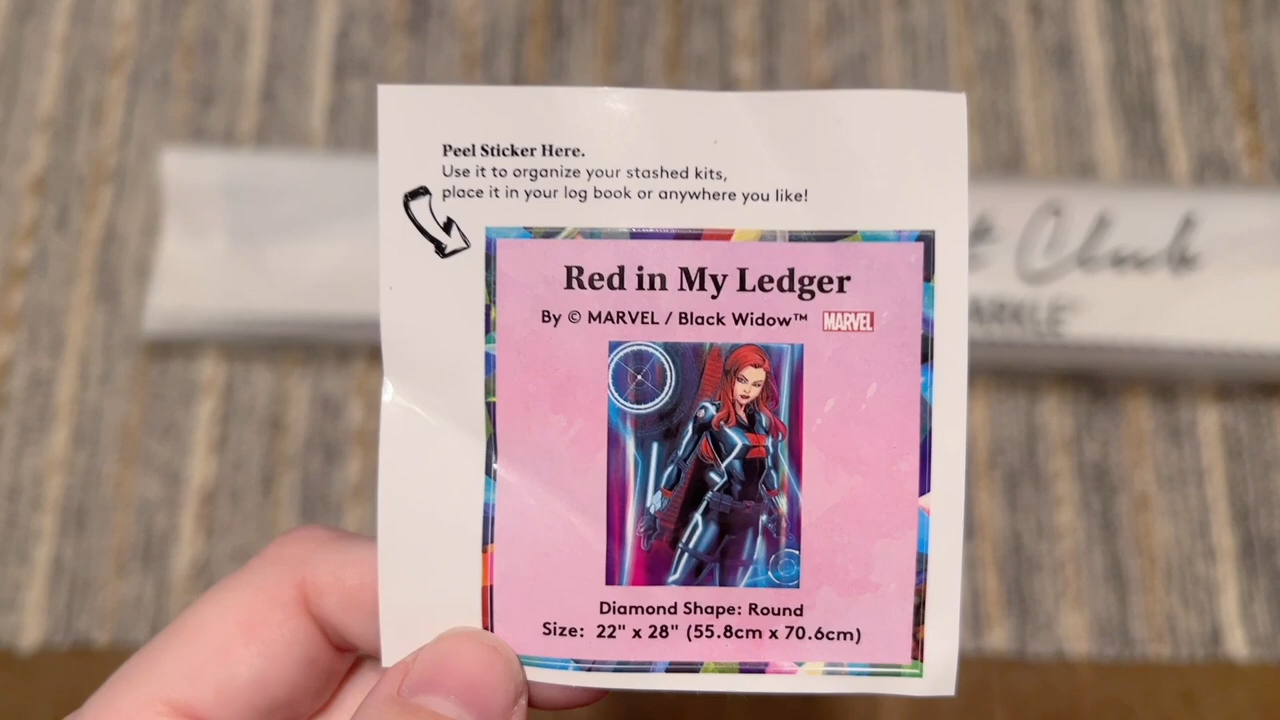 Peel Sticker Here.
Use it to organize your stashed kits,
place it in your log book or anywhere you like!
Red in My Ledger
By © MARVEL / Black Widow™ MARVEL
Diamond Shape: Round
Size: 22" x 28" (55.8cm x 70.6cm)
Club